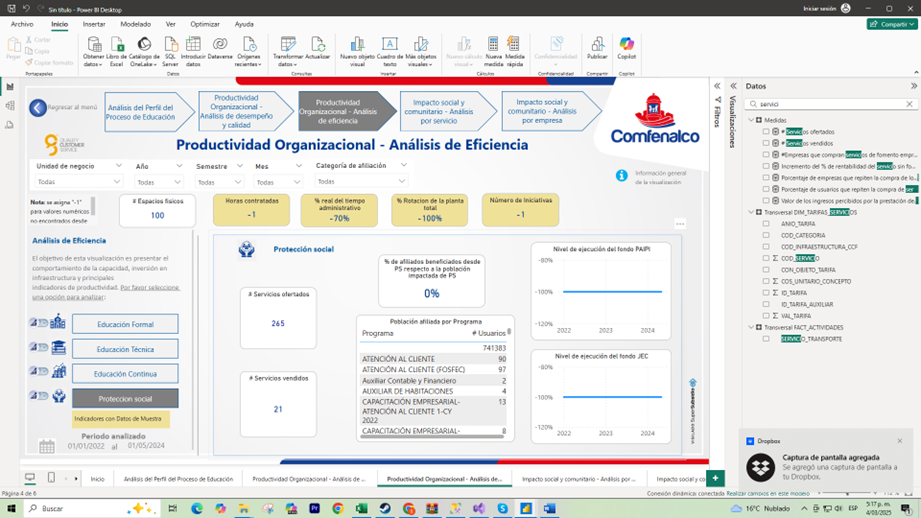 Sin título - Power BI Desktop
Iniciar sesión
Archivo Inicio Insertar Modelado Ver Optimizar Ayuda
Compartir
Pegar
Cortar
Copiar
Copiar formato
Obtener datos
Libro de Excel
Catálogo de OneLake
SQL Server
Introducir datos
Dataverse
Orígenes recientes
Transformar datos
Actualizar
Nuevo objeto visual
Cuadro de texto
Más objetos visuales
Nuevo cálculo visual
Nueva medida
Medida rápida
Confidencialidad
Publicar
Copilot
Portapapeles Datos Consultas Insertar Cálculos Confidencialidad Compartir Copilot
Regresar al menú
Análisis del Perfil del Proceso de Educación
Productividad Organizacional - Análisis de desempeño y calidad
Productividad Organizacional - Análisis de eficiencia
Impacto social y comunitario - Análisis por servicio
Impacto social y comunitario - Análisis por empresa
Comfenalco
Productividad Organizacional - Análisis de Eficiencia
Unidad de negocio Año Semestre Mes Categoría de afiliación
Todas Todas Todas Todas Todas
Información general de la visualización
Nota: se asigna "-1"
para valores numéricos
no encontrados desde
# Espacios físicos
100
Horas contratadas
-1
% real del tiempo administrativo
-70%
% Rotacion de la planta total
-100%
Número de Iniciativas
-1
Análisis de Eficiencia
El objetivo de esta visualización es presentar
el comportamiento de la capacidad, inversión
en infraestructura y principales
indicadores de productividad. Por favor seleccione
una opción para analizar:
Educación Formal
Educación Técnica
Educación Continua
Proteccion social
Indicadores con Datos de Muestra
Periodo analizado
01/01/2022 al 01/05/2024
Protección social
# Servicios ofertados
265
# Servicios vendidos
21
% de afiliados beneficiados
desde PS respecto a la población
impactada de PS
0%
Población afiliada por Programa
Programa # Usuarios
741383
ATENCIÓN AL CLIENTE 90
ATENCIÓN AL CLIENTE (FOSFEC) 97
Auxiliar Contable y Financiero 2
AUXILIAR DE HABITACIONES 4
CAPACITACIÓN EMPRESARIAL- 13
ATENCIÓN AL CLIENTE 1-CY
2022
CAPACITACIÓN EMPRESARIAL- 8
Nivel de ejecución del fondo PAIPI
-80%
-100%
-120%
2022 2023 2024
Nivel de ejecución del fondo JEC
-80%
-100%
-120%
2022 2023 2024
Filtros
Visualizaciones
Datos
servici
Medidas
# Servicios ofertados
# Servicios vendidos
#Empresas que compran servicios de fomento emp...
Incremento del % de rentabilidad del servicio sin fo...
Porcentaje de empresas que repiten la compra de lo...
Porcentaje de usuarios que repiten la compra de ser...
Valor de los ingresos percibidos por la prestación de...
Transversal DIM_TARIFAS_SERVICIOS
ANIO_TARIFA
COD_CATEGORIA
COD_INFRAESTRUCTURA_CCF
COD_SERVICIO
CON_OBJETO_TARIFA
COS_UNITARIO_CONCEPTO
ID_TARIFA
ID_TARIFA_AUXILIAR
VAL_TARIFA
Transversal FACT_ACTIVIDADES
SERVICIO_TRANSPORTE
Dropbox
Captura de pantalla agregada
Se agregó una captura de pantalla a
tu Dropbox.
Inicio
Análisis del Perfil del Proceso de Educación
Productividad Organizacional - Análisis de ...
Productividad Organizacional - Análisis de...
Impacto social y comunitario - Análisis por ...
Impacto social y co
Página 4 de 6
Conexión dinámica: conectada Realizar cambios en este modelo
Buscar
16°C Nublado
ESP
5:17 p. m.
4/03/2025